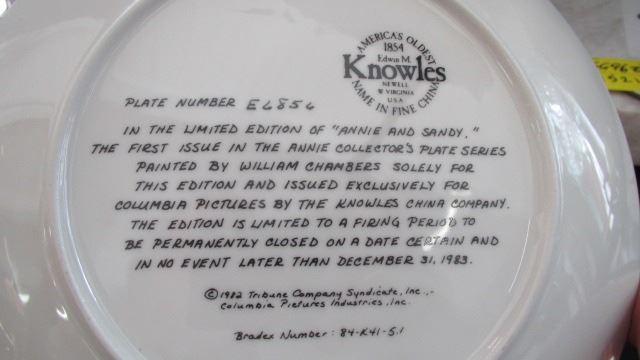 AMERICA'S OLDEST
1854
Edwin M.
Knowles
NEWELL
W. VIRGINIA
U.S.A.
NAME IN FINE CHINA
PLATE NUMBER
IN THE LIMITED EDITION OF "ANNIE AND SANDY,"
THE FIRST ISSUE IN THE ANNIE COLLECTOR'S PLATE SERIES
PAINTED BY WILLIAM CHAMBERS SOLELY FOR
THIS EDITION AND ISSUED EXCLUSIVELY FOR
COLUMBIA PICTURES BY THE KNOWLES CHINA COMPANY.
THE EDITION IS LIMITED TO A FIRING PERIOD TO
BE PERMANENTLY CLOSED ON A DATE CERTAIN AND
IN NO EVENT LATER THAN DECEMBER 31, 1983.
©1982 Tribune Company Syndicate, Inc.,-
Columbia Pictures Industries, Inc.
Bradex Number: 84-K41-5.1